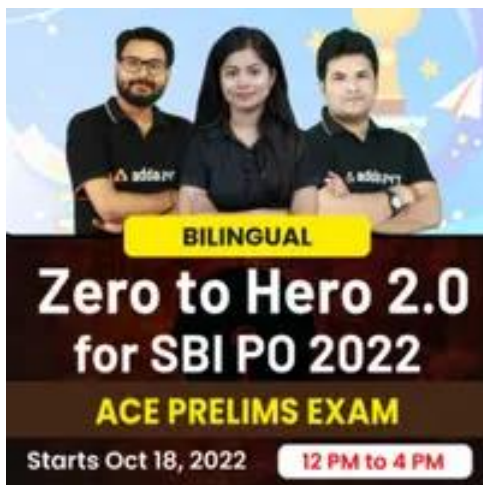 adda247
BILINGUAL
Zero to Hero 2.0
for SBI PO 2022
ACE PRELIMS EXAM
Starts Oct 18, 2022
12 PM to 4 PM